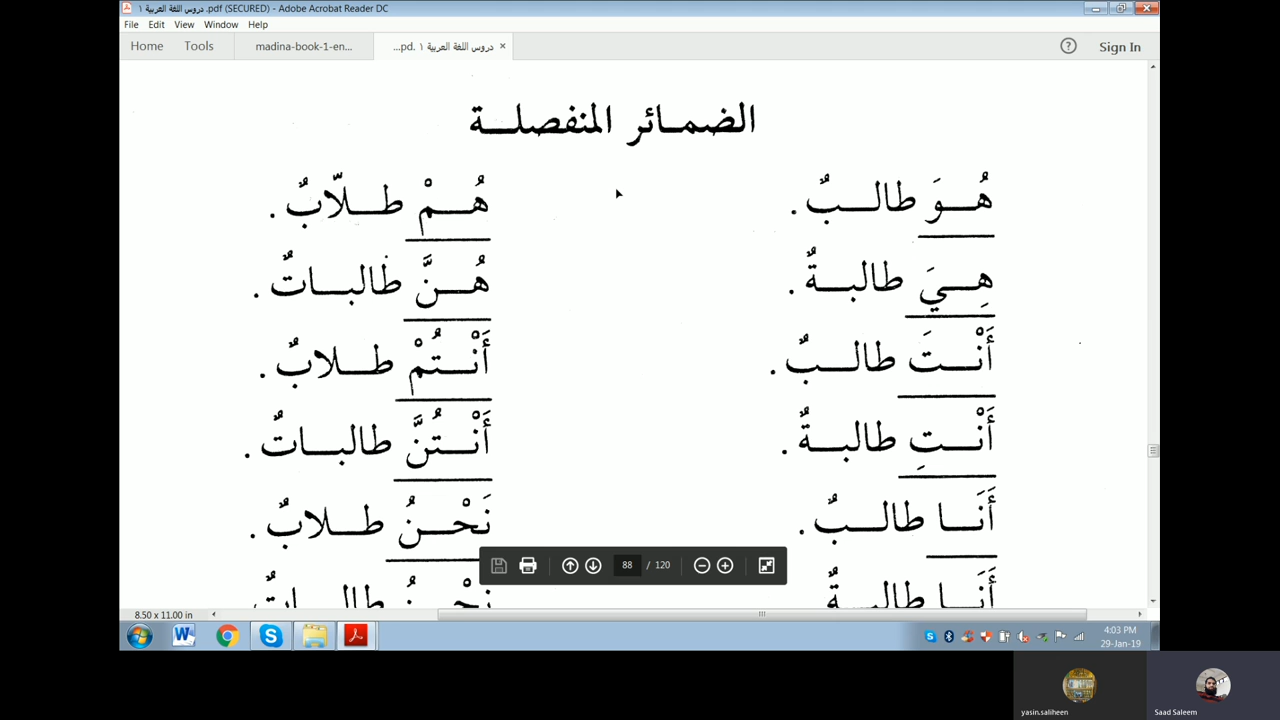 دروس اللغة العربية ١ .pdf (SECURED) - Adobe Acrobat Reader DC
File Edit View Window Help
Home Tools madina-book-1-en... دروس اللغة العربية ١ .pd... × ? Sign In
الضمائر المنفصلة
هُوَ طالبٌ .
هُمْ طلّابٌ .
هِيَ طالبةٌ .
هُنَّ طالباتٌ .
أَنْتَ طالبٌ .
أَنْتُمْ طلابٌ .
أَنْتِ طالبةٌ .
أَنْتُنَّ طالباتٌ .
أَنَا طالبٌ .
نَحْنُ طلابٌ .
أَنَا طالبةٌ
نحْنُ طالباتٌ
88 / 120
8.50 x 11.00 in
4:03 PM
29-Jan-19
yasin.saliheen
Saad Saleem